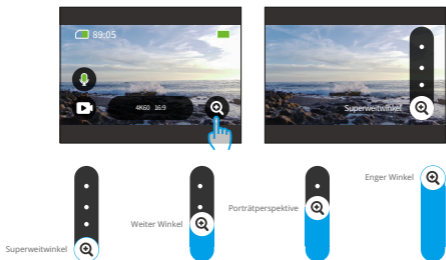 89:05
4K60 16:9
Superweitwinkel
Superweitwinkel
Weiter Winkel
Porträtperspektive
Enger Winkel